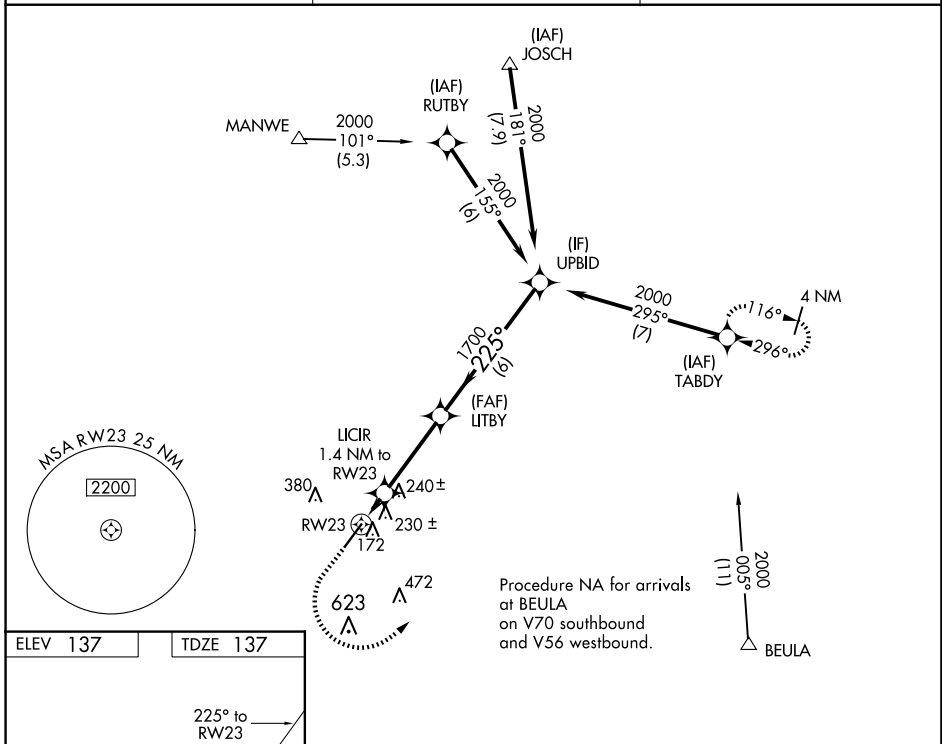 (IAF)
JOSCH
(IAF)
RUTBY
MANWE
2000
101°
(5.3)
2000
181°
(7.9)
2000
155°
(6)
(IF)
UPBID
2000
295°
(7)
116°
4 NM
296°
(IAF)
TABDY
1700
225°
(6)
(FAF)
LITBY
LICIR
1.4 NM to
RW23
MSA RW23 25 NM
2200
380
240 ±
RW23
230 ±
172
472
623
2000
005°
(11)
Procedure NA for arrivals
at BEULA
on V70 southbound
and V56 westbound.
BEULA
ELEV 137
TDZE 137
225° to
RW23